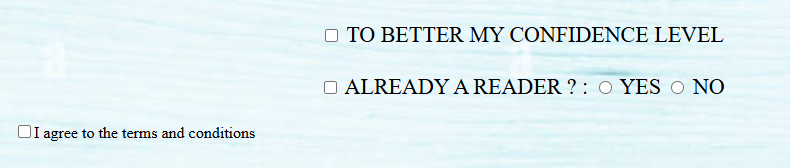 TO BETTER MY CONFIDENCE LEVEL
ALREADY A READER ? : YES NO
I agree to the terms and conditions